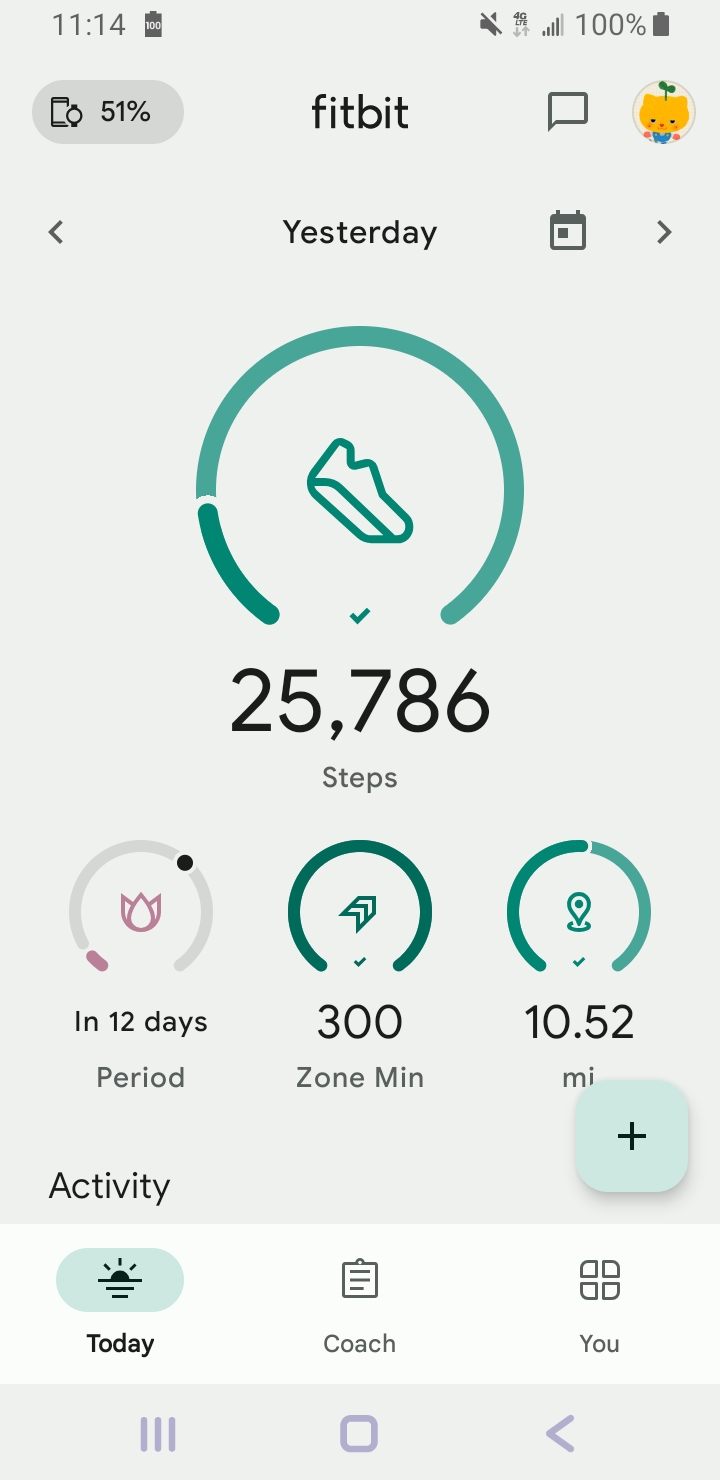 11:14 100 4G LTE 100%
51% fitbit
Yesterday
25,786
Steps
In 12 days 300 10.52
Period Zone Min mi
Activity
Today Coach You